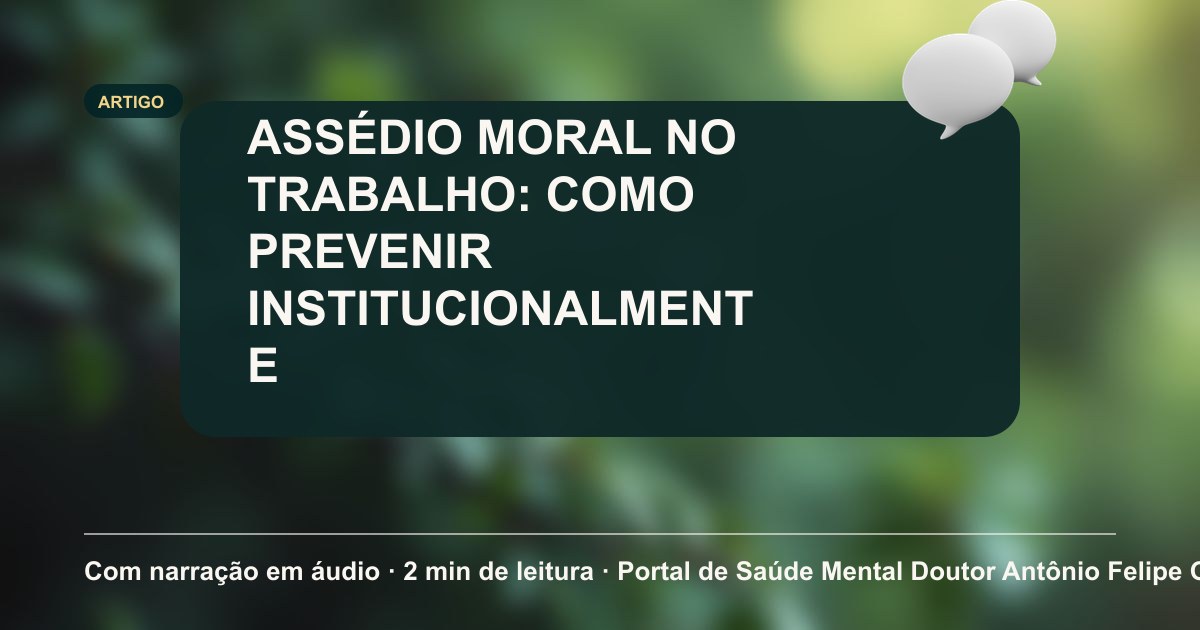 ARTIGO
ASSÉDIO MORAL NO
TRABALHO: COMO
PREVENIR
INSTITUCIONALMENT
E
Com narração em áudio · 2 min de leitura · Portal de Saúde Mental Doutor Antônio Felipe